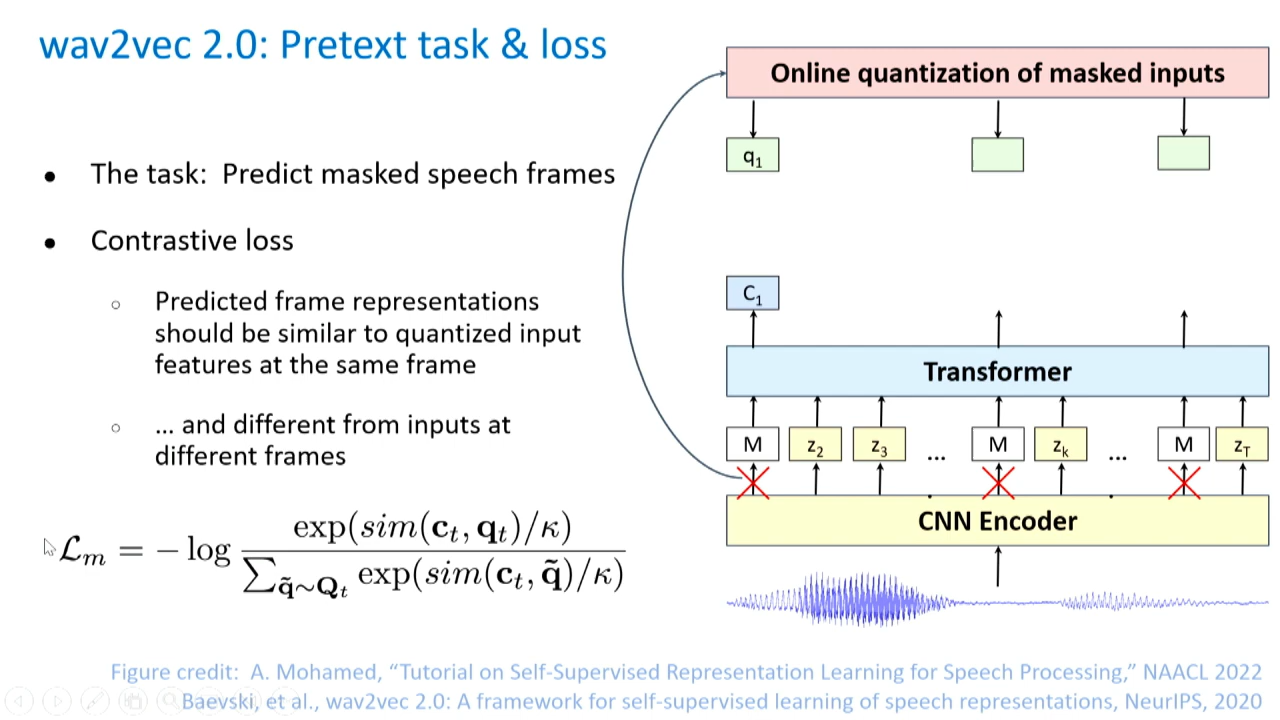 wav2vec 2.0: Pretext task & loss
● The task: Predict masked speech frames
● Contrastive loss
○ Predicted frame representations
should be similar to quantized input
features at the same frame
○ ... and different from inputs at
different frames
ℒₘ = − log exp(sim(𝐜ₜ, 𝐪ₜ)/κ) / ∑_{q̃∼𝐐ₜ} exp(sim(𝐜ₜ, q̃)/κ)
Online quantization of masked inputs
q₁
C₁
Transformer
M z₂ z₃ ... M zₖ ... M z_T
CNN Encoder
Figure credit: A. Mohamed, “Tutorial on Self-Supervised Representation Learning for Speech Processing,” NAACL 2022
Baevski, et al., wav2vec 2.0: A framework for self-supervised learning of speech representations, NeurIPS, 2020